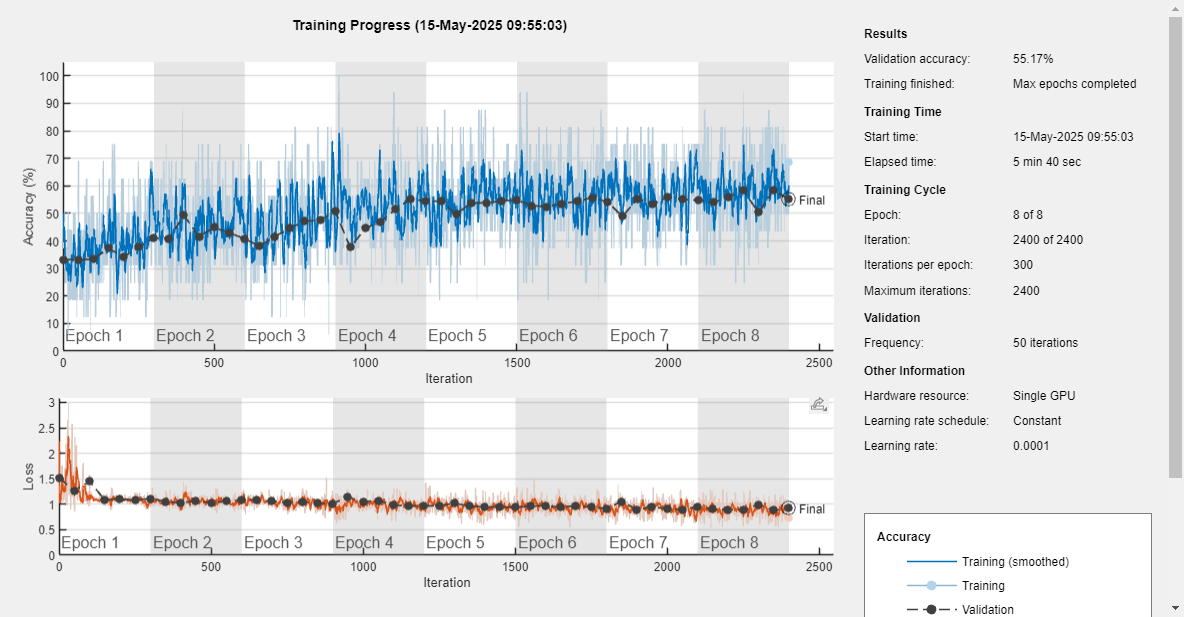 Training Progress (15-May-2025 09:55:03)
Accuracy (%)
100
90
80
70
60
50
40
30
20
10
0
Epoch 1
Epoch 2
Epoch 3
Epoch 4
Epoch 5
Epoch 6
Epoch 7
Epoch 8
Final
0
500
1000
1500
2000
2500
Iteration
Loss
3
2.5
2
1.5
1
0.5
0
Epoch 1
Epoch 2
Epoch 3
Epoch 4
Epoch 5
Epoch 6
Epoch 7
Epoch 8
Final
0
500
1000
1500
2000
2500
Iteration
Results
Validation accuracy: 55.17%
Training finished: Max epochs completed
Training Time
Start time: 15-May-2025 09:55:03
Elapsed time: 5 min 40 sec
Training Cycle
Epoch: 8 of 8
Iteration: 2400 of 2400
Iterations per epoch: 300
Maximum iterations: 2400
Validation
Frequency: 50 iterations
Other Information
Hardware resource: Single GPU
Learning rate schedule: Constant
Learning rate: 0.0001
Accuracy
Training (smoothed)
Training
Validation